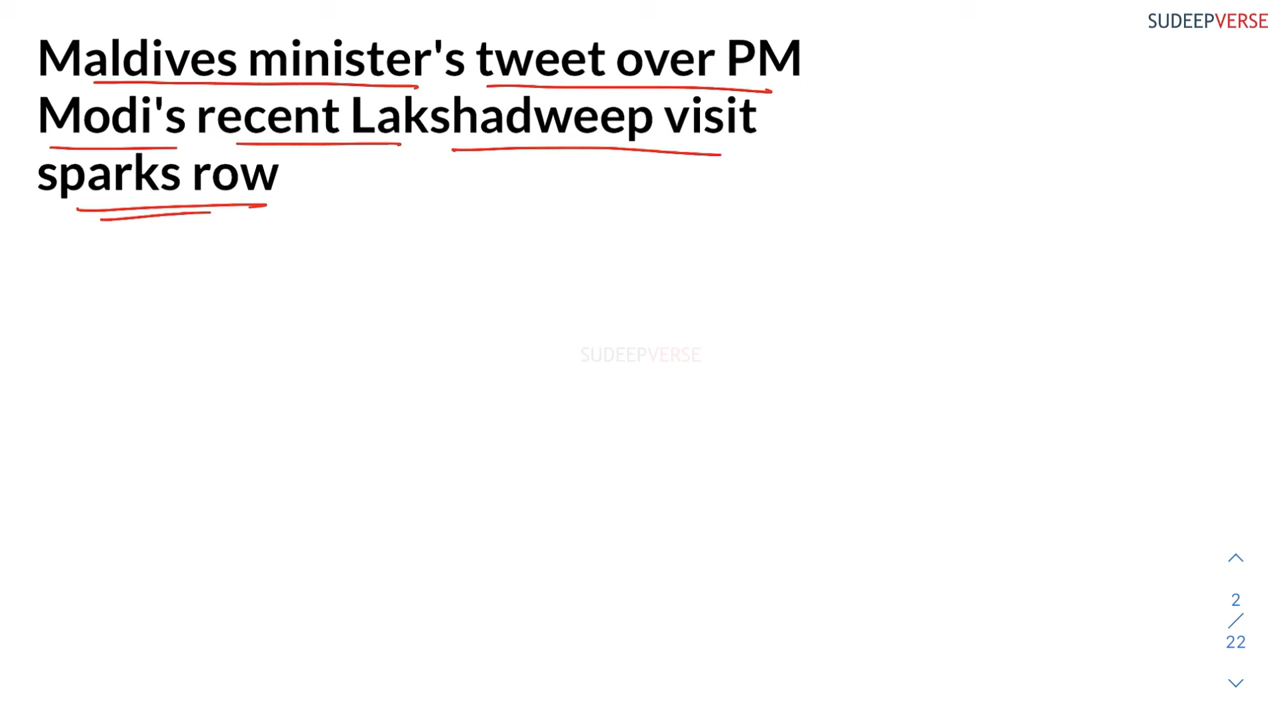 SUDEEPVERSE
Maldives minister's tweet over PM
Modi's recent Lakshadweep visit
sparks row
SUDEEPVERSE
2
/
22